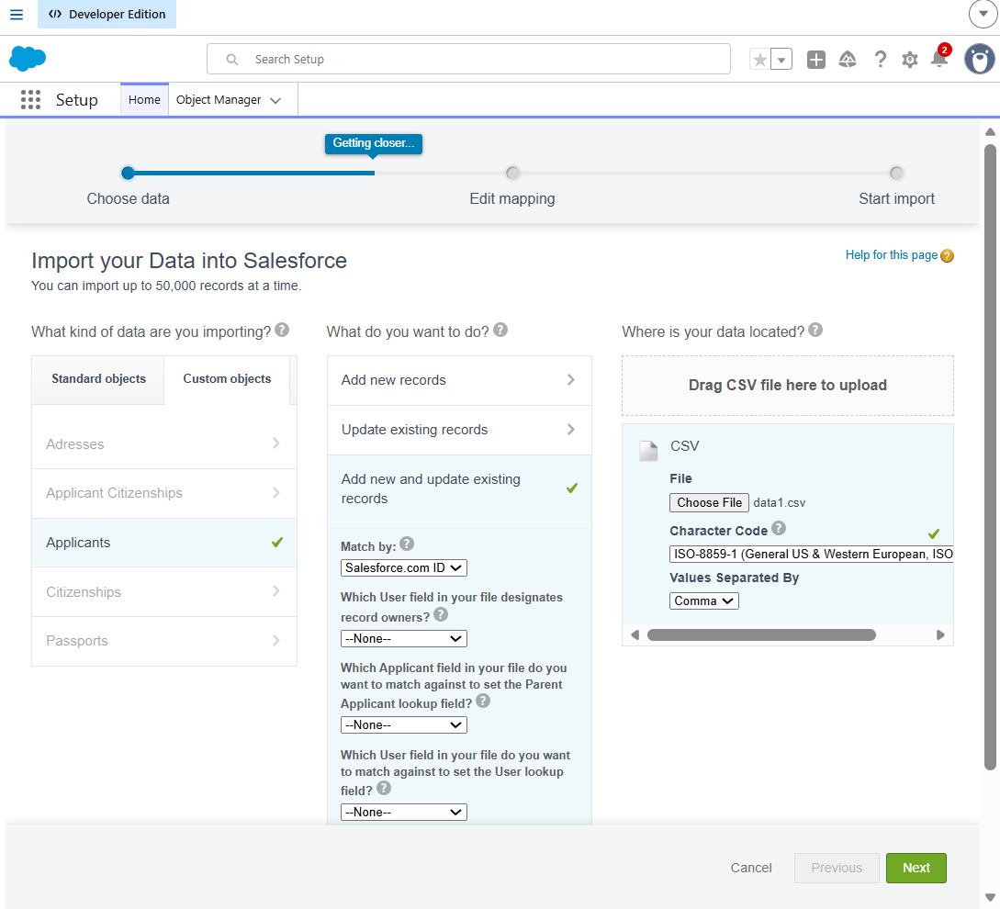 Developer Edition
Search Setup
2
Setup
Home
Object Manager
Getting closer...
Choose data
Edit mapping
Start import
Import your Data into Salesforce
Help for this page
You can import up to 50,000 records at a time.
What kind of data are you importing? ?
Standard objects
Custom objects
Adresses
Applicant Citizenships
Applicants
Citizenships
Passports
What do you want to do? ?
Add new records
Update existing records
Add new and update existing
records
Match by: ?
Salesforce.com ID
Which User field in your file designates
record owners? ?
--None--
Which Applicant field in your file do you
want to match against to set the Parent
Applicant lookup field? ?
--None--
Which User field in your file do you want
to match against to set the User lookup
field? ?
--None--
Where is your data located? ?
Drag CSV file here to upload
CSV
File
Choose File data1.csv
Character Code ?
ISO-8859-1 (General US & Western European, ISO
Values Separated By
Comma
Cancel
Previous
Next